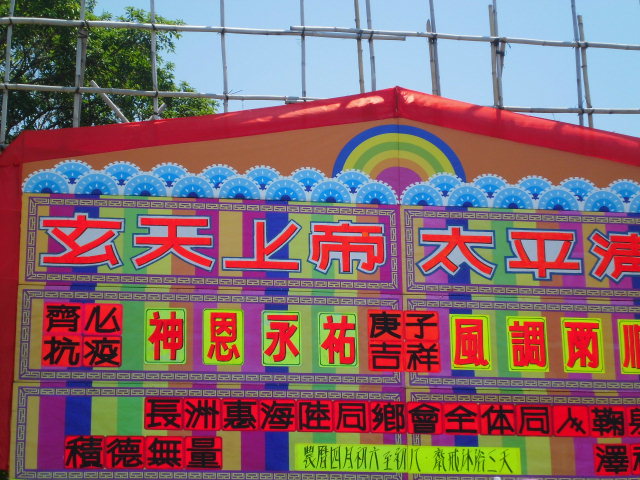 玄天上帝 太平清
齊心抗疫 神恩永祐 庚子吉祥 風調雨順
長洲惠海陸同鄉會全体同人鞠
積德無量
農曆四月初六至初八 齋戒沐浴三天
澤